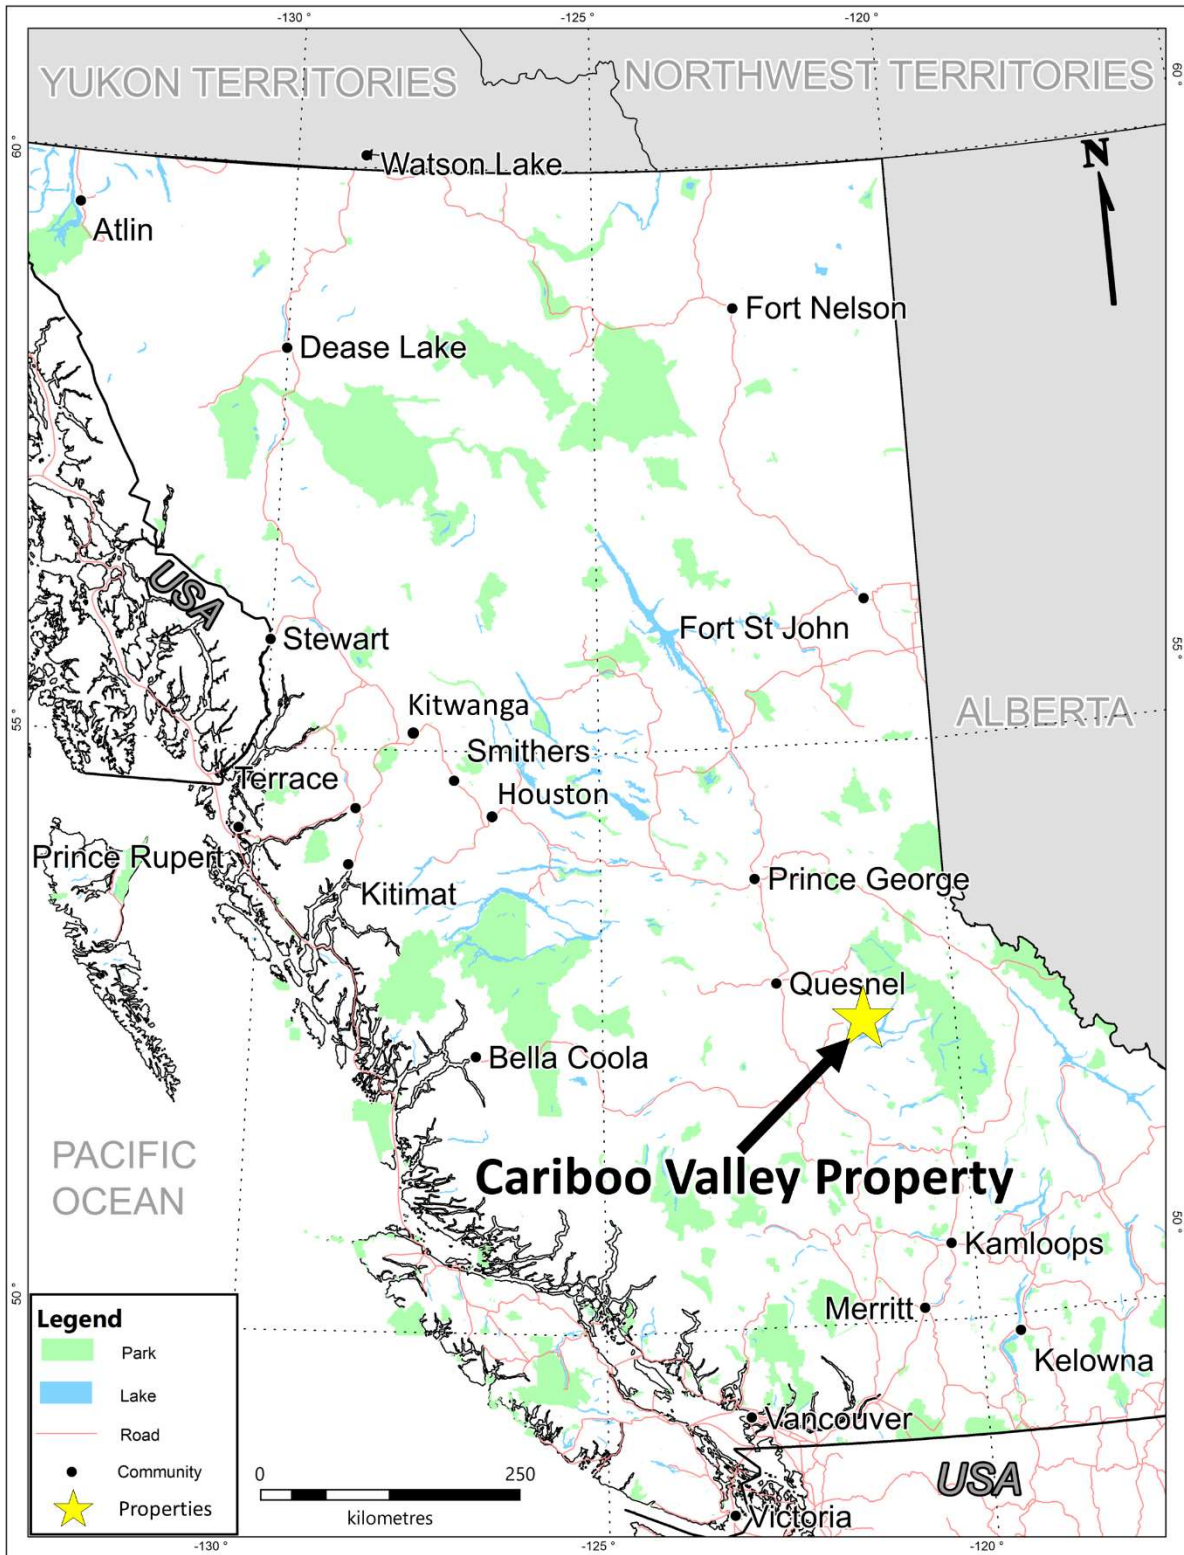 -130 °
-125 °
-120 °
YUKON TERRITORIES
NORTHWEST TERRITORIES
60 °
60 °
N
Watson Lake
Atlin
Fort Nelson
Dease Lake
USA
Stewart
Fort St John
55 °
55 °
Kitwanga
ALBERTA
Smithers
Terrace
Houston
Prince Rupert
Kitimat
Prince George
Quesnel
Bella Coola
PACIFIC
OCEAN
Cariboo Valley Property
50 °
50 °
Kamloops
Merritt
Kelowna
Vancouver
USA
Victoria
Legend
Park
Lake
Road
Community
Properties
0
250
kilometres
-130 °
-125 °
-120 °